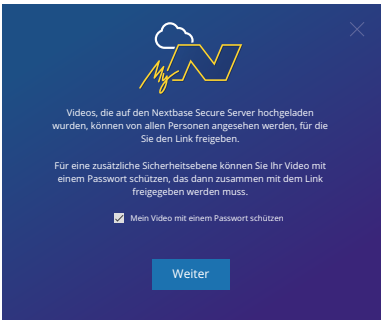 My N
Videos, die auf den Nextbase Secure Server hochgeladen
wurden, können von allen Personen angesehen werden, für die
Sie den Link freigeben.
Für eine zusätzliche Sicherheitsebene können Sie Ihr Video mit
einem Passwort schützen, das dann zusammen mit dem Link
freigegeben werden muss.
Mein Video mit einem Passwort schützen
Weiter